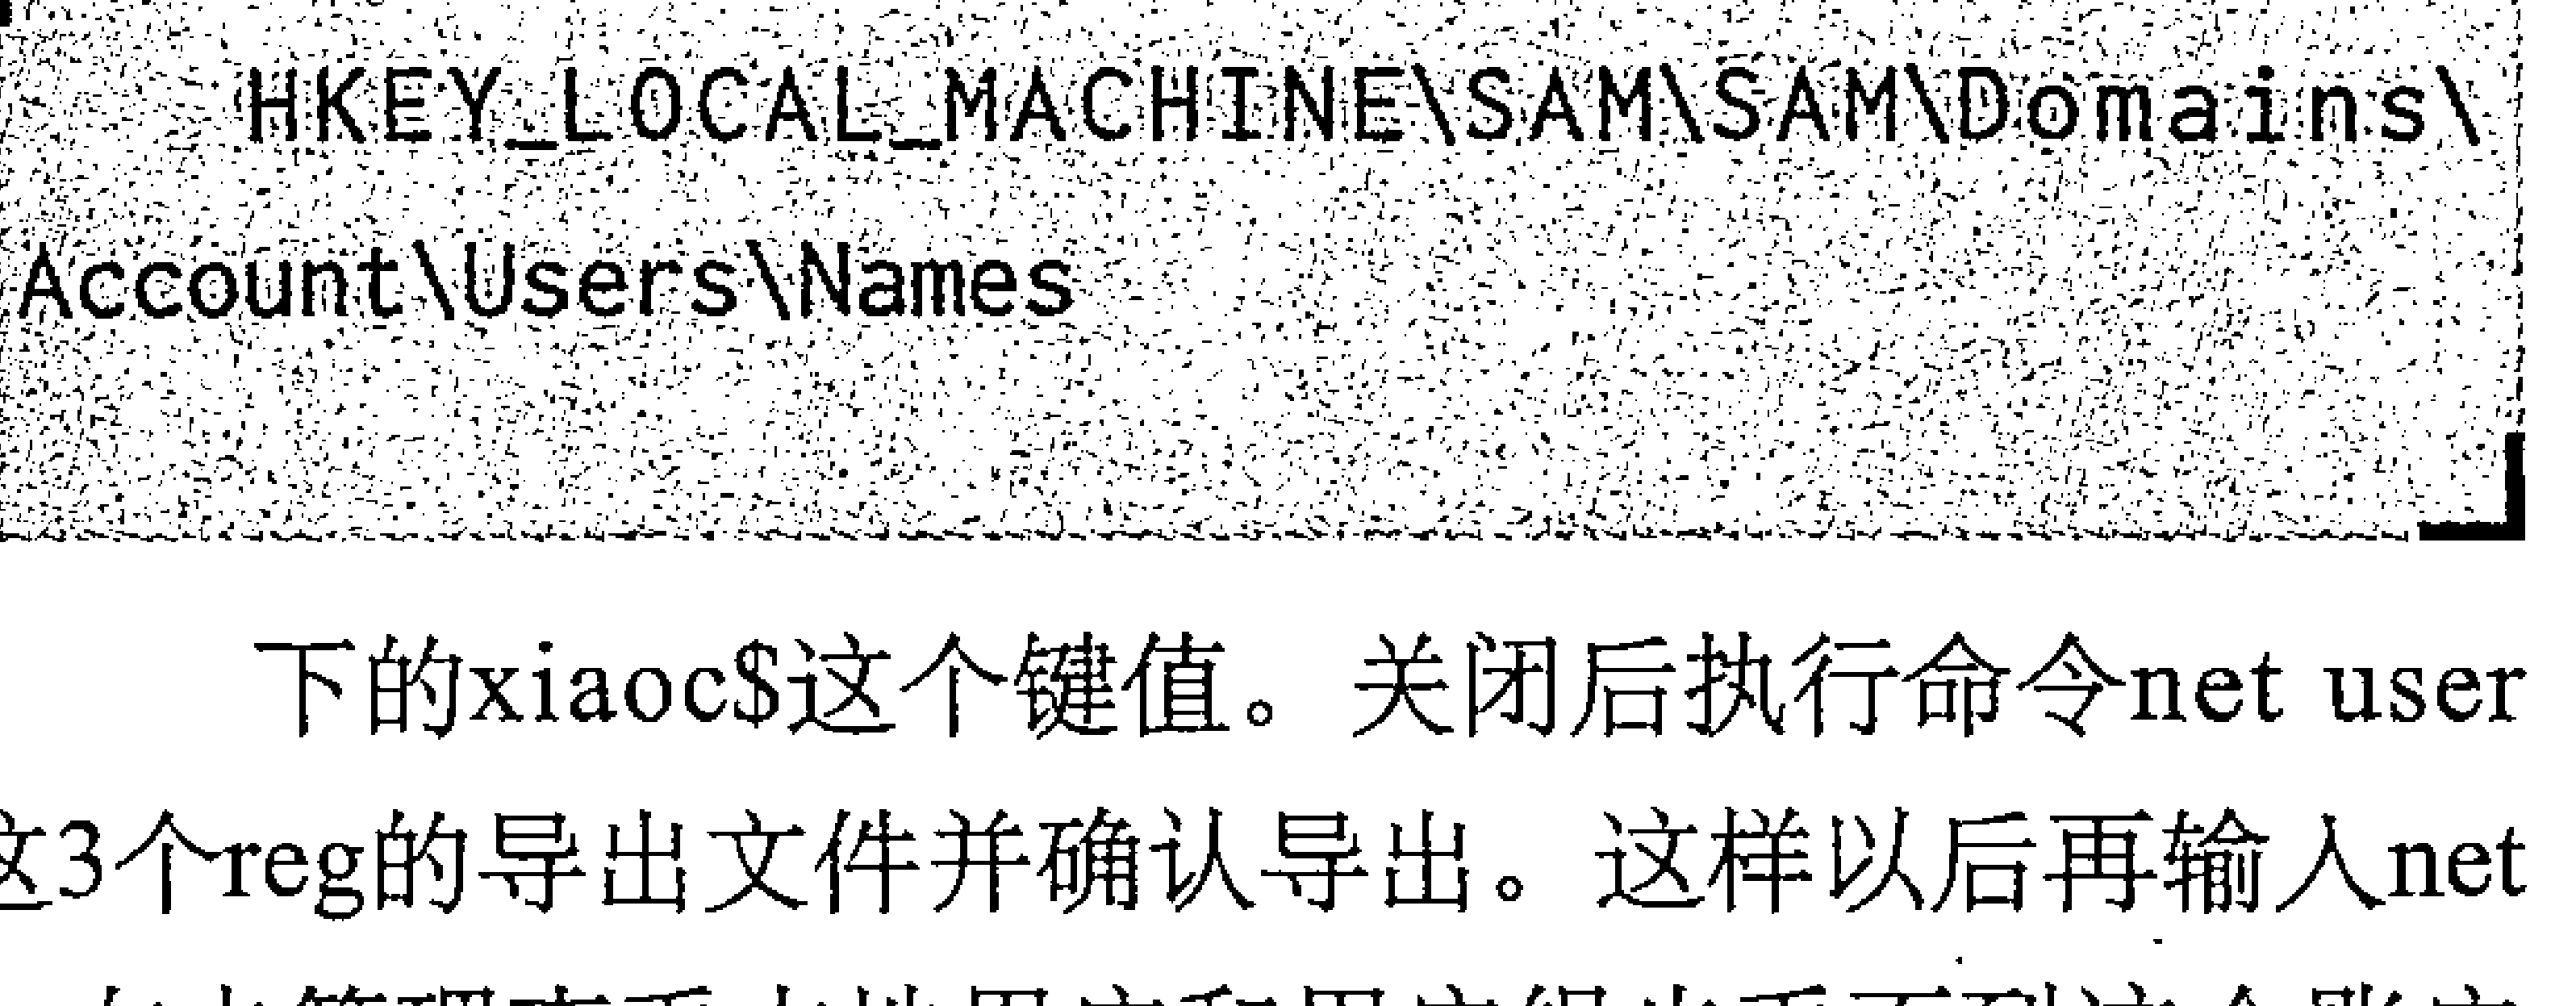 HKEY_LOCAL_MACHINE\SAM\SAM\Domains\
Account\Users\Names
下的xiaoc$这个键值。关闭后执行命令net user
这3个reg的导出文件并确认导出。这样以后再输入net